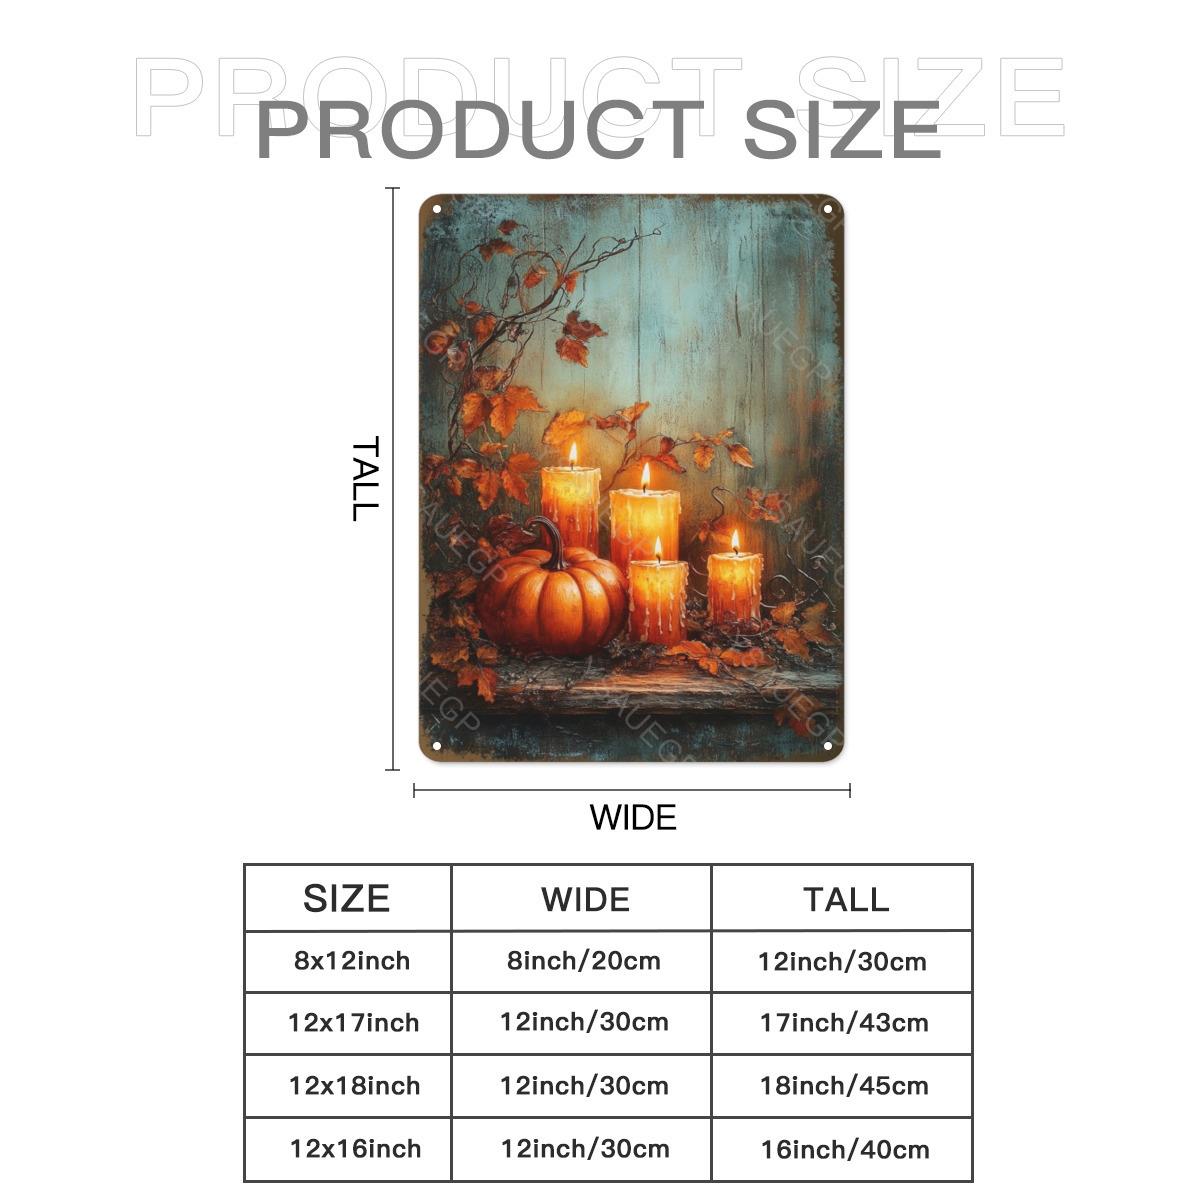 PRODUCT SIZE
PRODUCT SIZE
TALL
WIDE
SIZE WIDE TALL
8x12inch 8inch/20cm 12inch/30cm
12x17inch 12inch/30cm 17inch/43cm
12x18inch 12inch/30cm 18inch/45cm
12x16inch 12inch/30cm 16inch/40cm